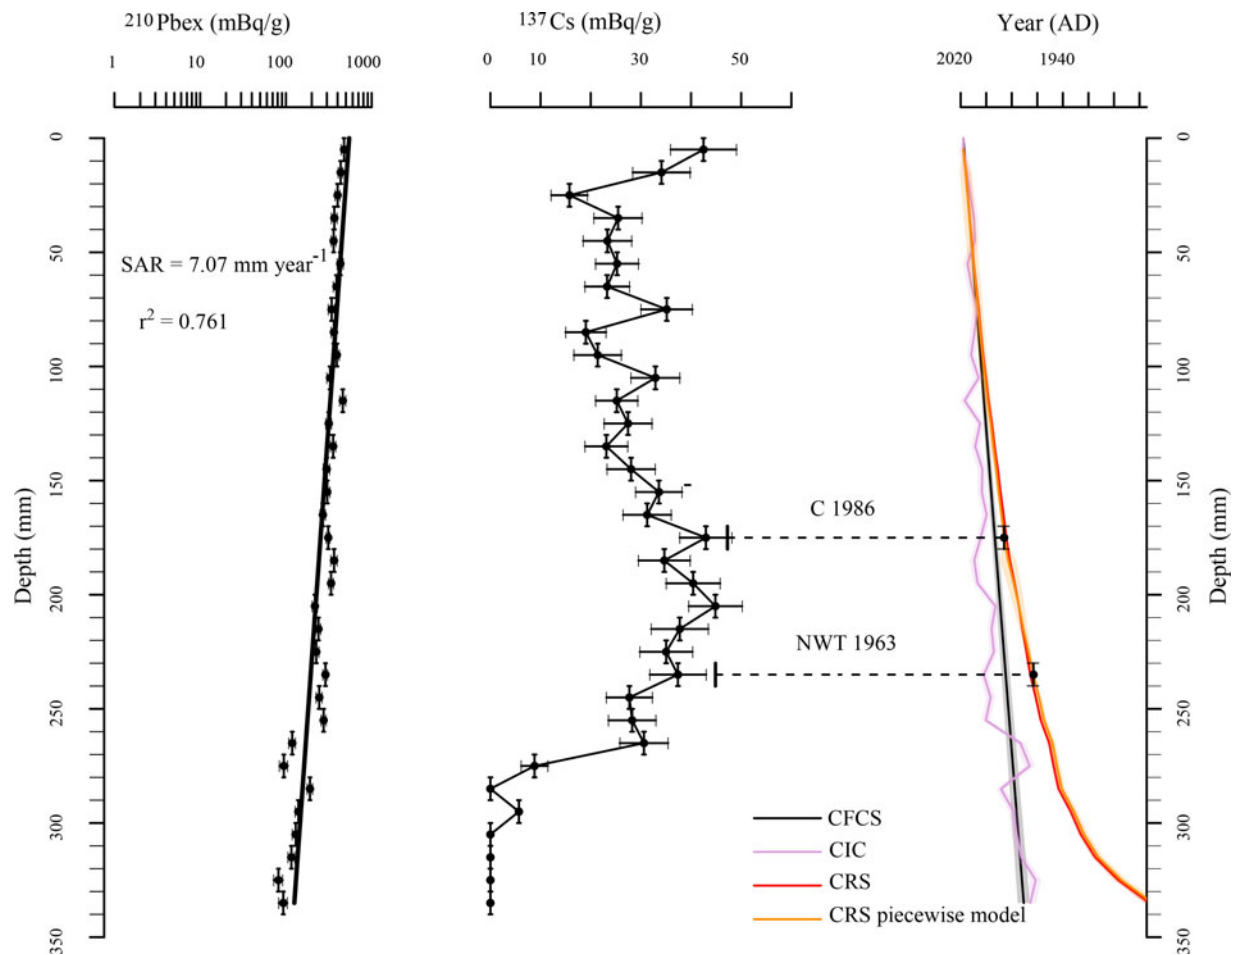 ²¹⁰Pbex (mBq/g) ¹³⁷Cs (mBq/g) Year (AD)
1 10 100 1000 0 10 30 50 2020 1940
0 0
50 50
SAR = 7.07 mm year⁻¹
r² = 0.761
100 100
150 150
C 1986
Depth (mm) Depth (mm)
200 200
NWT 1963
250 250
300 300
CFCS
CIC
CRS
CRS piecewise model
350 350